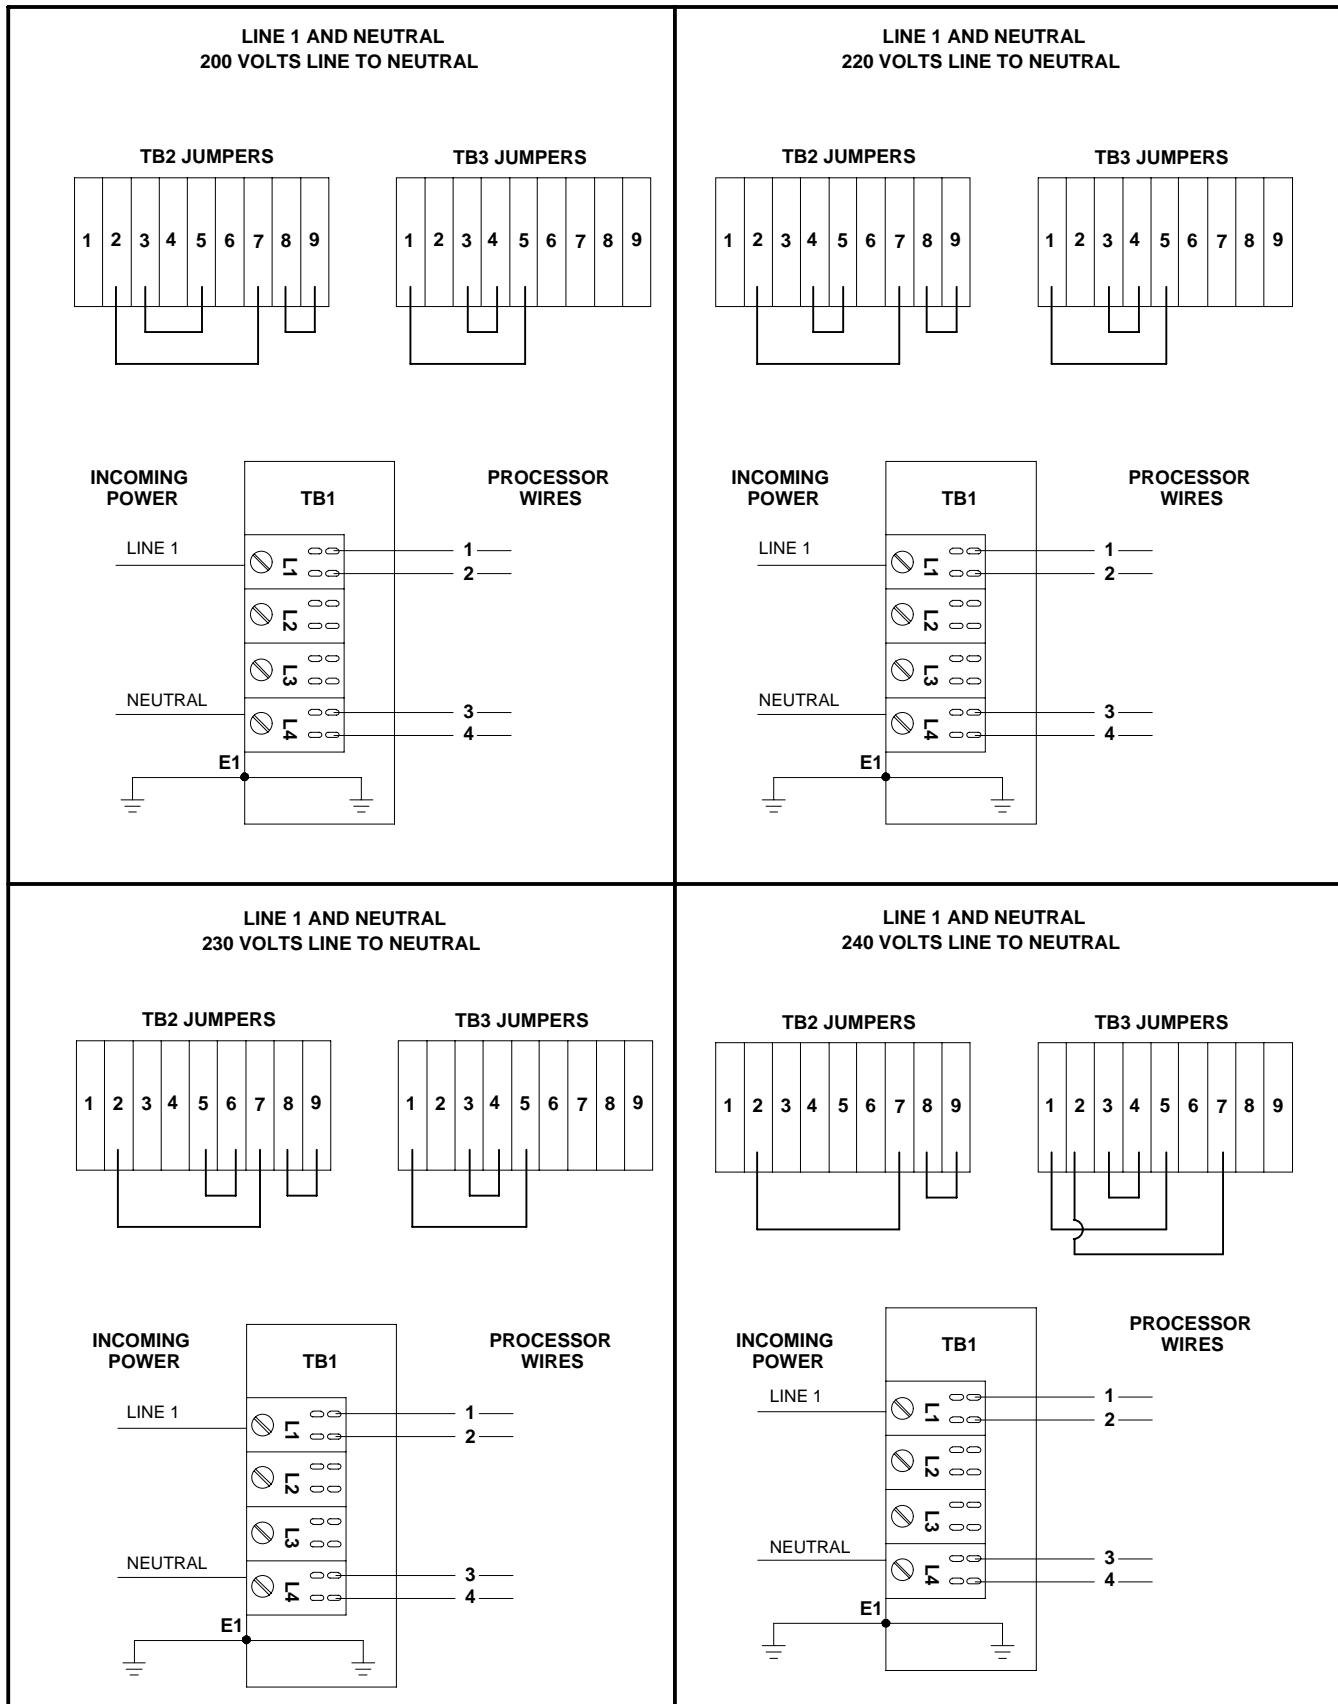 LINE 1 AND NEUTRAL
200 VOLTS LINE TO NEUTRAL
TB2 JUMPERS
TB3 JUMPERS
1 2 3 4 5 6 7 8 9
1 2 3 4 5 6 7 8 9
INCOMING
POWER
TB1
PROCESSOR
WIRES
LINE 1
L1
1
2
L2
L3
NEUTRAL
L4
3
4
E1
LINE 1 AND NEUTRAL
220 VOLTS LINE TO NEUTRAL
TB2 JUMPERS
TB3 JUMPERS
1 2 3 4 5 6 7 8 9
1 2 3 4 5 6 7 8 9
INCOMING
POWER
TB1
PROCESSOR
WIRES
LINE 1
L1
1
2
L2
L3
NEUTRAL
L4
3
4
E1
LINE 1 AND NEUTRAL
230 VOLTS LINE TO NEUTRAL
TB2 JUMPERS
TB3 JUMPERS
1 2 3 4 5 6 7 8 9
1 2 3 4 5 6 7 8 9
INCOMING
POWER
TB1
PROCESSOR
WIRES
LINE 1
L1
1
2
L2
L3
NEUTRAL
L4
3
4
E1
LINE 1 AND NEUTRAL
240 VOLTS LINE TO NEUTRAL
TB2 JUMPERS
TB3 JUMPERS
1 2 3 4 5 6 7 8 9
1 2 3 4 5 6 7 8 9
INCOMING
POWER
TB1
PROCESSOR
WIRES
LINE 1
L1
1
2
L2
L3
NEUTRAL
L4
3
4
E1